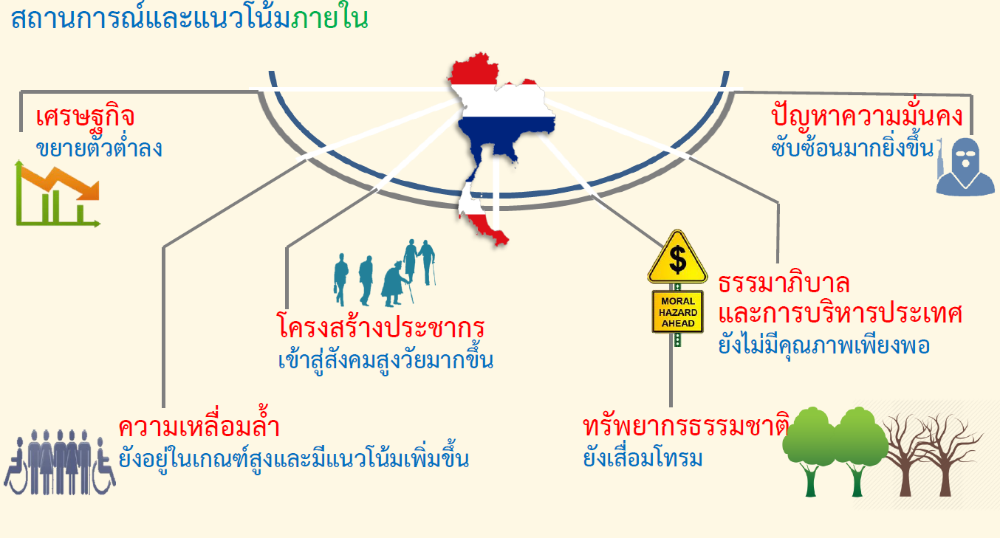 สถานการณ์และแนวโน้มภายใน
เศรษฐกิจ
ขยายตัวต่ำลง
ปัญหาความมั่นคง
ซับซ้อนมากยิ่งขึ้น
โครงสร้างประชากร
เข้าสู่สังคมสูงวัยมากขึ้น
$
MORAL
HAZARD
AHEAD
ธรรมาภิบาล
และการบริหารประเทศ
ยังไม่มีคุณภาพเพียงพอ
ความเหลื่อมล้ำ
ยังอยู่ในเกณฑ์สูงและมีแนวโน้มเพิ่มขึ้น
ทรัพยากรธรรมชาติ
ยังเสื่อมโทรม